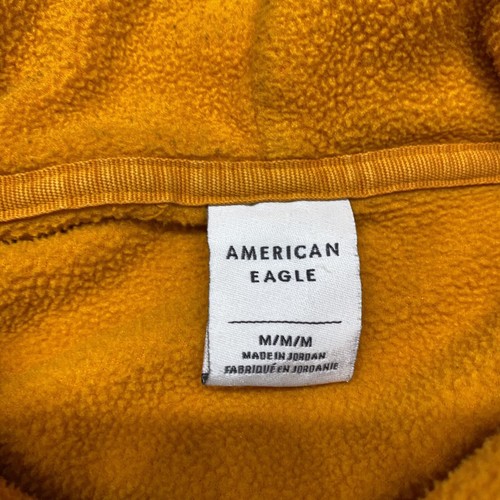 AMERICAN
EAGLE
M/M/M
MADE IN JORDAN
FABRIQUÉ EN JORDANIE